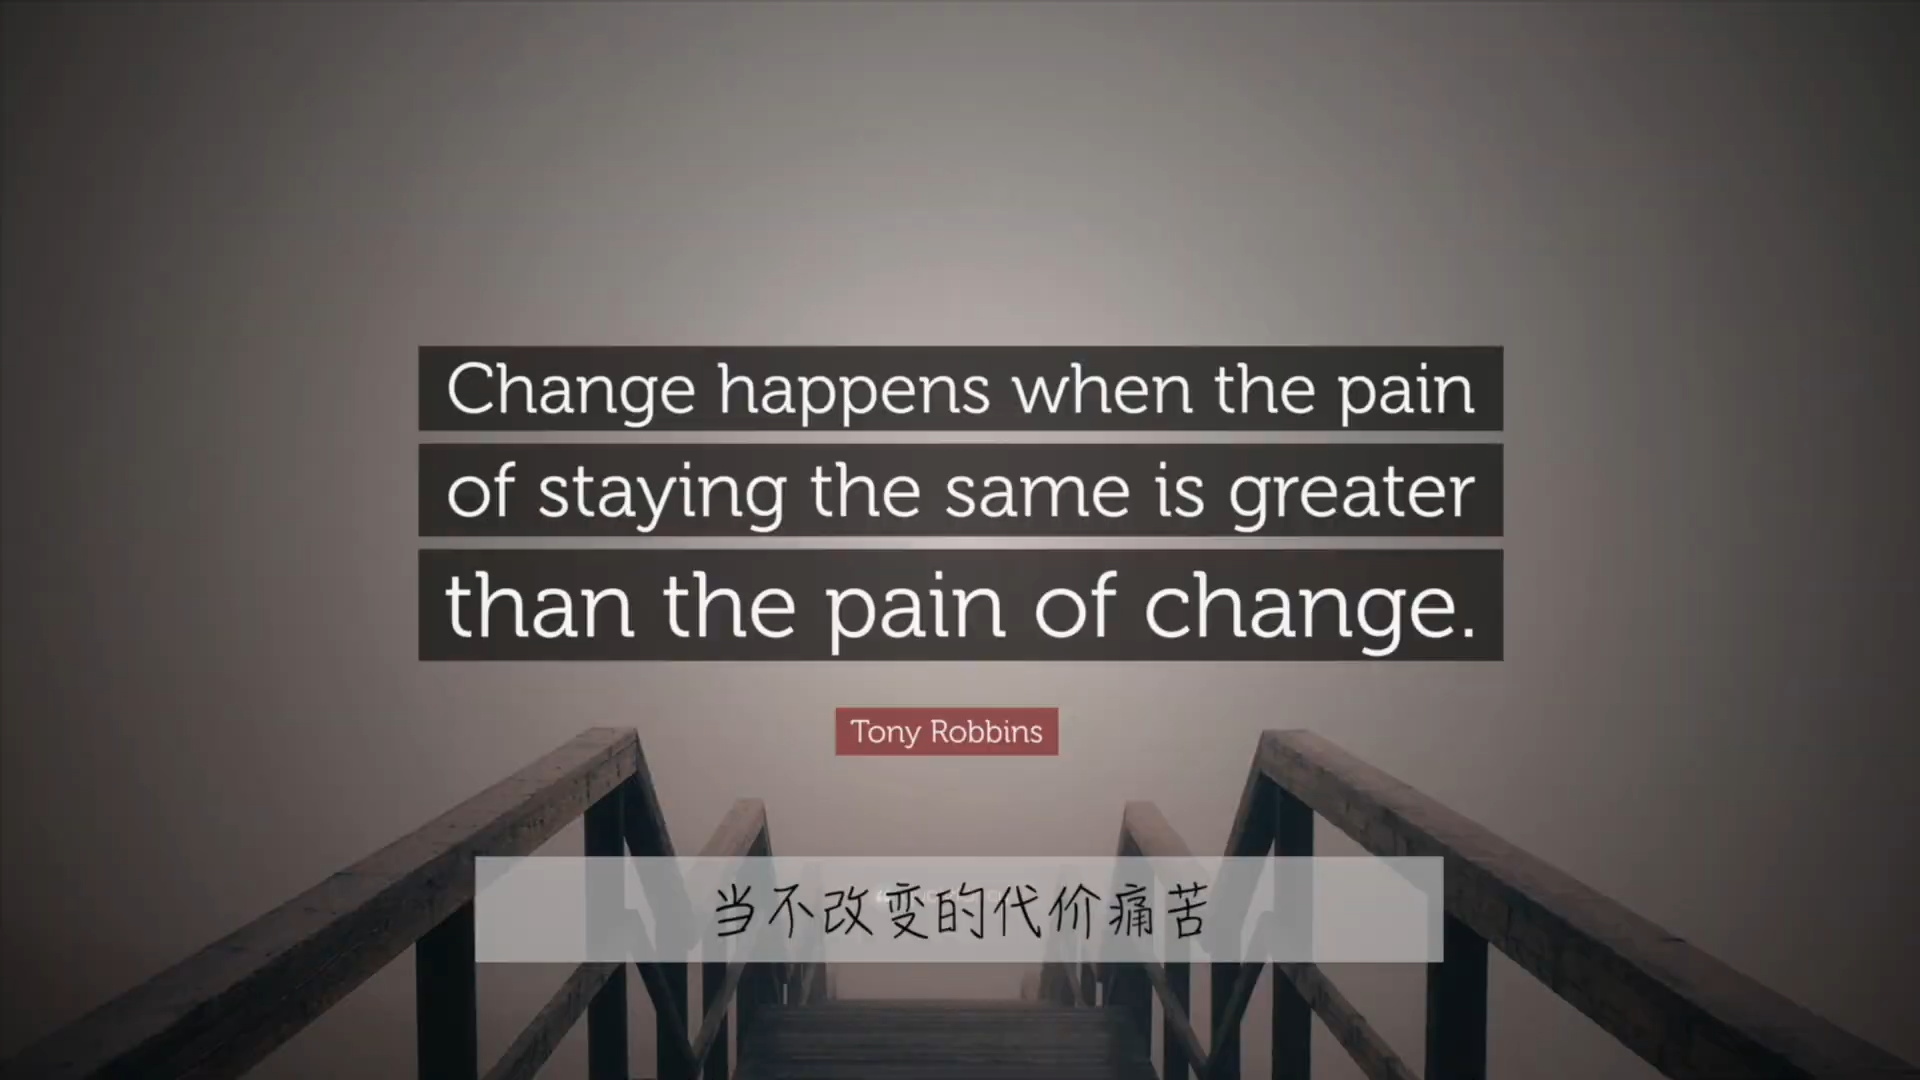 Change happens when the pain
of staying the same is greater
than the pain of change.
Tony Robbins
当不改变的代价痛苦